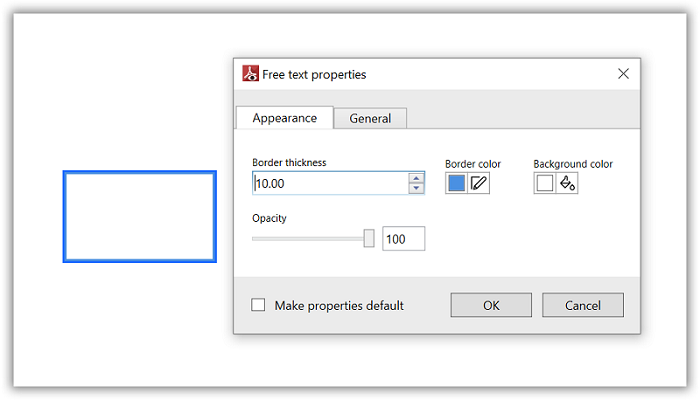 Free text properties
Appearance General
Border thickness Border color Background color
10.00
Opacity
100
Make properties default OK Cancel